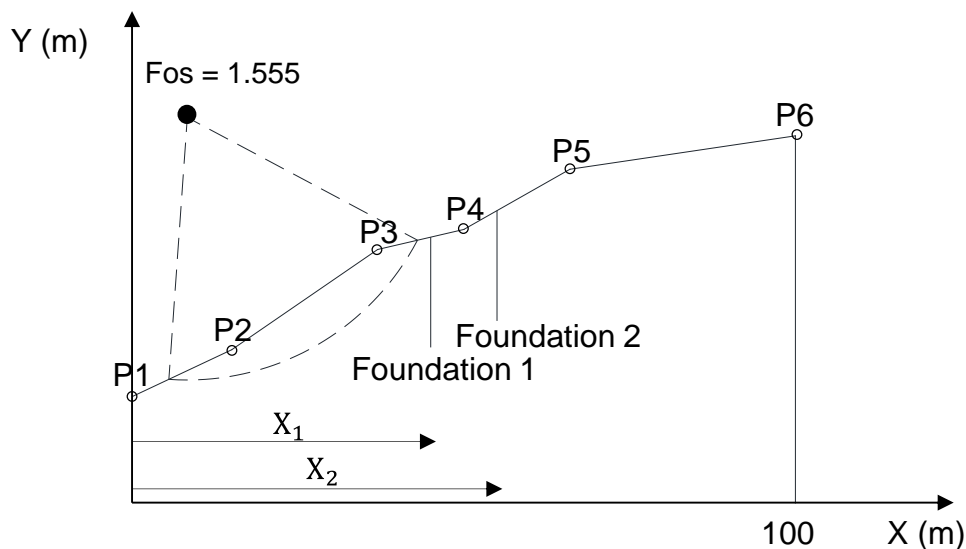 Y (m)
Fos = 1.555
P6
P5
P4
P3
P2
Foundation 2
Foundation 1
P1
X₁
X₂
100
X (m)